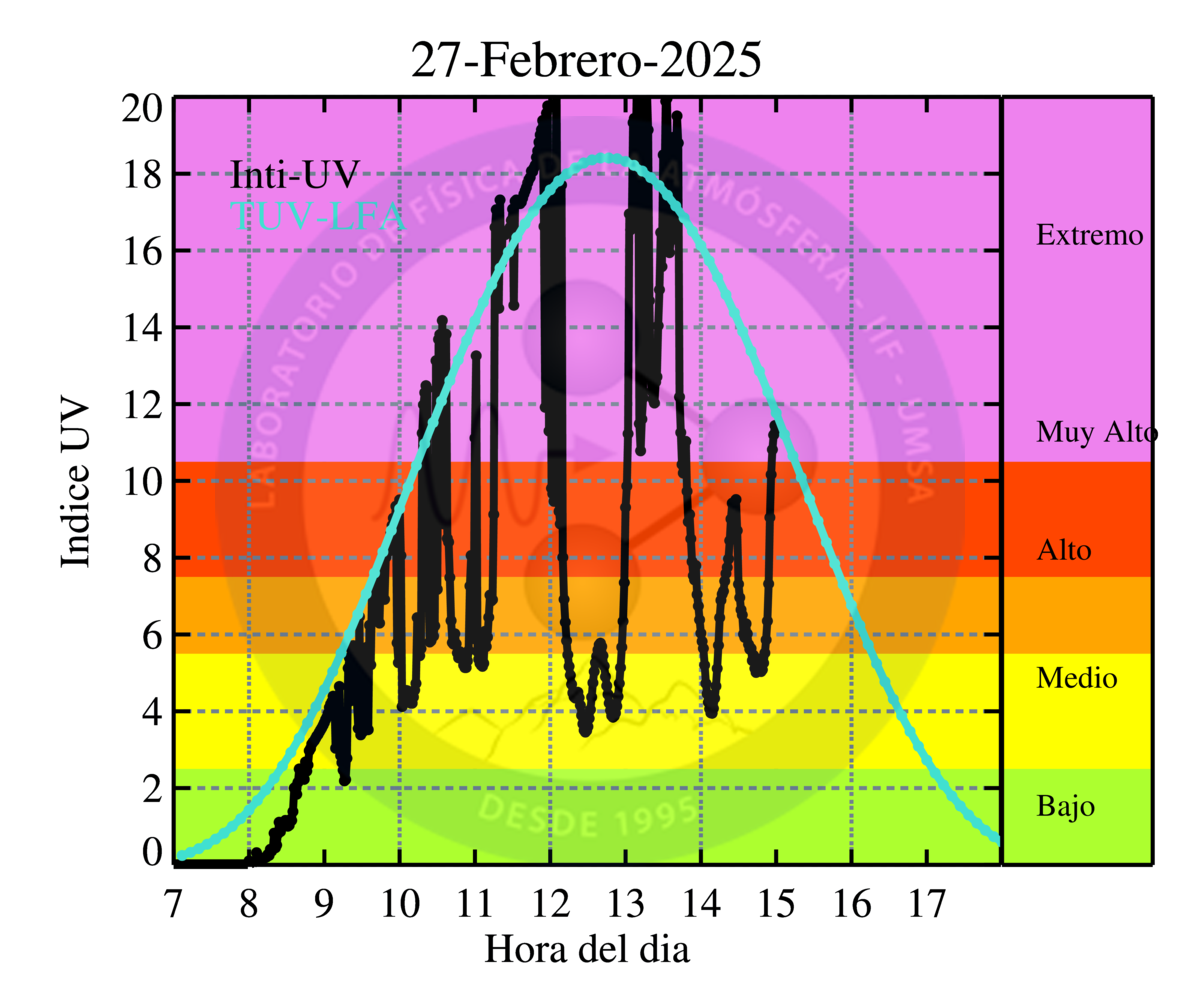 27-Febrero-2025
Inti-UV
TUV-LFA
LABORATORIO DE FÍSICA DE LA ATMÓSFERA - IIF - UMSA
DESDE 1995
Indice UV
20
18
16
14
12
10
8
6
4
2
0
7 8 9 10 11 12 13 14 15 16 17
Hora del dia
Extremo
Muy Alto
Alto
Medio
Bajo